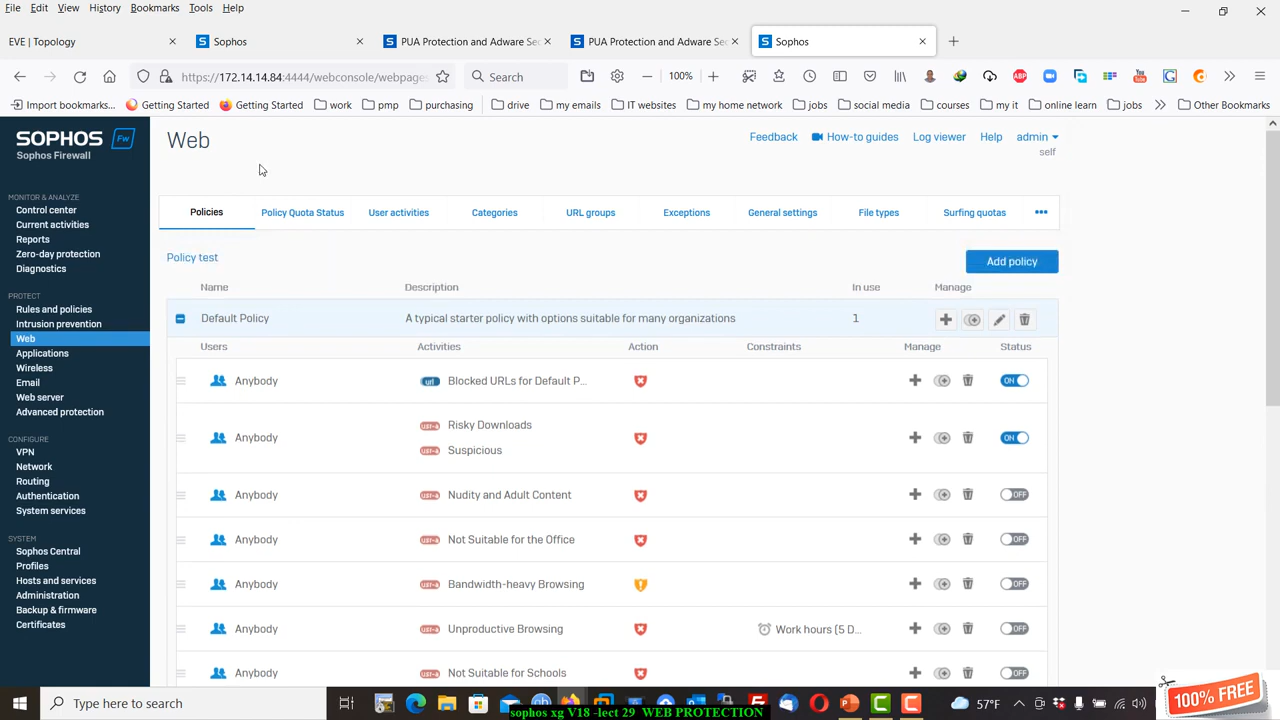 File Edit View History Bookmarks Tools Help
EVE | Topology
Sophos
PUA Protection and Adware Sec
PUA Protection and Adware Sec
Sophos
https://172.14.14.84:4444/webconsole/webpages
Search
100%
Import bookmarks...
Getting Started
Getting Started
work
pmp
purchasing
drive
my emails
IT websites
my home network
jobs
social media
courses
my it
online learn
jobs
Other Bookmarks
SOPHOS Fw
Sophos Firewall
MONITOR & ANALYZE
Control center
Current activities
Reports
Zero-day protection
Diagnostics
PROTECT
Rules and policies
Intrusion prevention
Web
Applications
Wireless
Email
Web server
Advanced protection
CONFIGURE
VPN
Network
Routing
Authentication
System services
SYSTEM
Sophos Central
Profiles
Hosts and services
Administration
Backup & firmware
Certificates
Web
Feedback How-to guides Log viewer Help admin
self
Policies Policy Quota Status User activities Categories URL groups Exceptions General settings File types Surfing quotas •••
Policy test
Add policy
Name Description In use Manage
Default Policy A typical starter policy with options suitable for many organizations 1
Users Activities Action Constraints Manage Status
Anybody url Blocked URLs for Default P... ON
Risky Downloads
Anybody ON
Suspicious
Anybody Nudity and Adult Content OFF
Anybody Not Suitable for the Office OFF
Anybody Bandwidth-heavy Browsing OFF
Anybody Unproductive Browsing Work hours (5 D... OFF
Anybody Not Suitable for Schools OFF
Type here to search
57°F
sophos xg V18 -lect 29 WEB PROTECTION
100% FREE